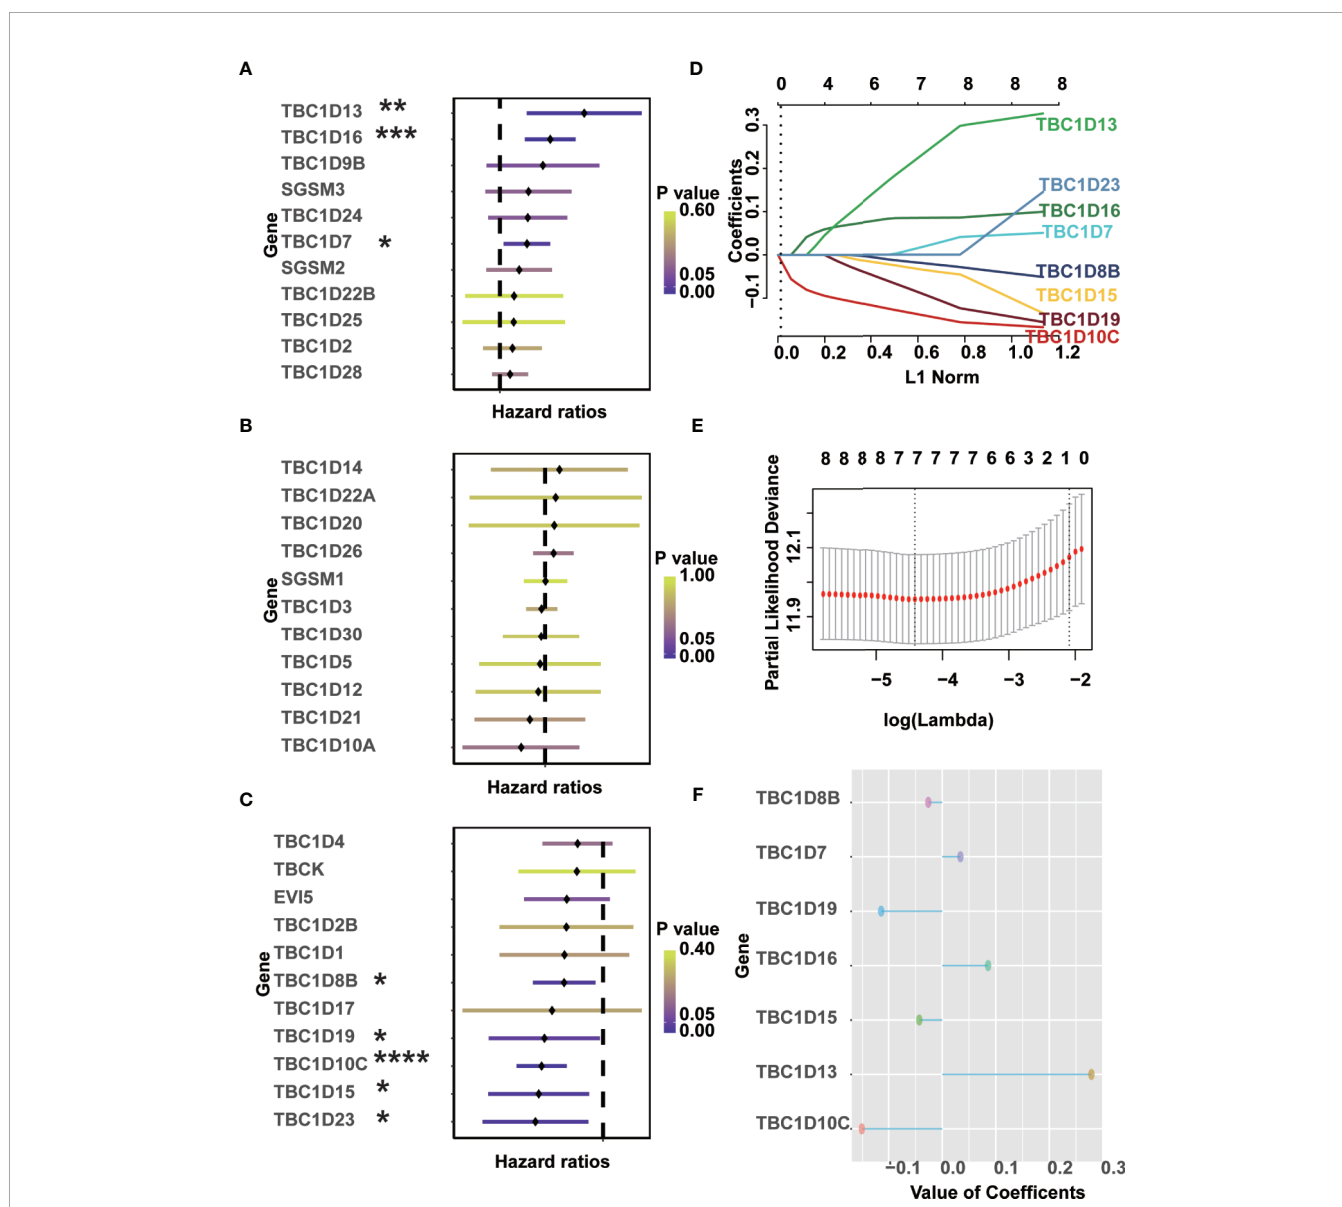 A
TBC1D13 **
TBC1D16 ***
TBC1D9B
SGSM3
TBC1D24
TBC1D7 *
SGSM2
TBC1D22B
TBC1D25
TBC1D2
TBC1D28
Gene
Hazard ratios
P value
0.60
0.05
0.00
B
TBC1D14
TBC1D22A
TBC1D20
TBC1D26
SGSM1
TBC1D3
TBC1D30
TBC1D5
TBC1D12
TBC1D21
TBC1D10A
Gene
Hazard ratios
P value
1.00
0.05
0.00
C
TBC1D4
TBCK
EVI5
TBC1D2B
TBC1D1
TBC1D8B *
TBC1D17
TBC1D19 *
TBC1D10C ****
TBC1D15 *
TBC1D23 *
Gene
Hazard ratios
P value
0.40
0.05
0.00
D
0 4 6 7 8 8 8
0.3
0.2
0.1
0.0
−0.1
Coefficients
TBC1D13
TBC1D23
TBC1D16
TBC1D7
TBC1D8B
TBC1D15
TBC1D19
TBC1D10C
0.0 0.2 0.4 0.6 0.8 1.0 1.2
L1 Norm
E
8 8 8 8 7 7 7 7 7 6 6 3 2 1 0
Partial Likelihood Deviance
12.1
11.9
−5 −4 −3 −2
log(Lambda)
F
TBC1D8B
TBC1D7
TBC1D19
TBC1D16
TBC1D15
TBC1D13
TBC1D10C
Gene
−0.1 0.0 0.1 0.2 0.3
Value of Coefficents